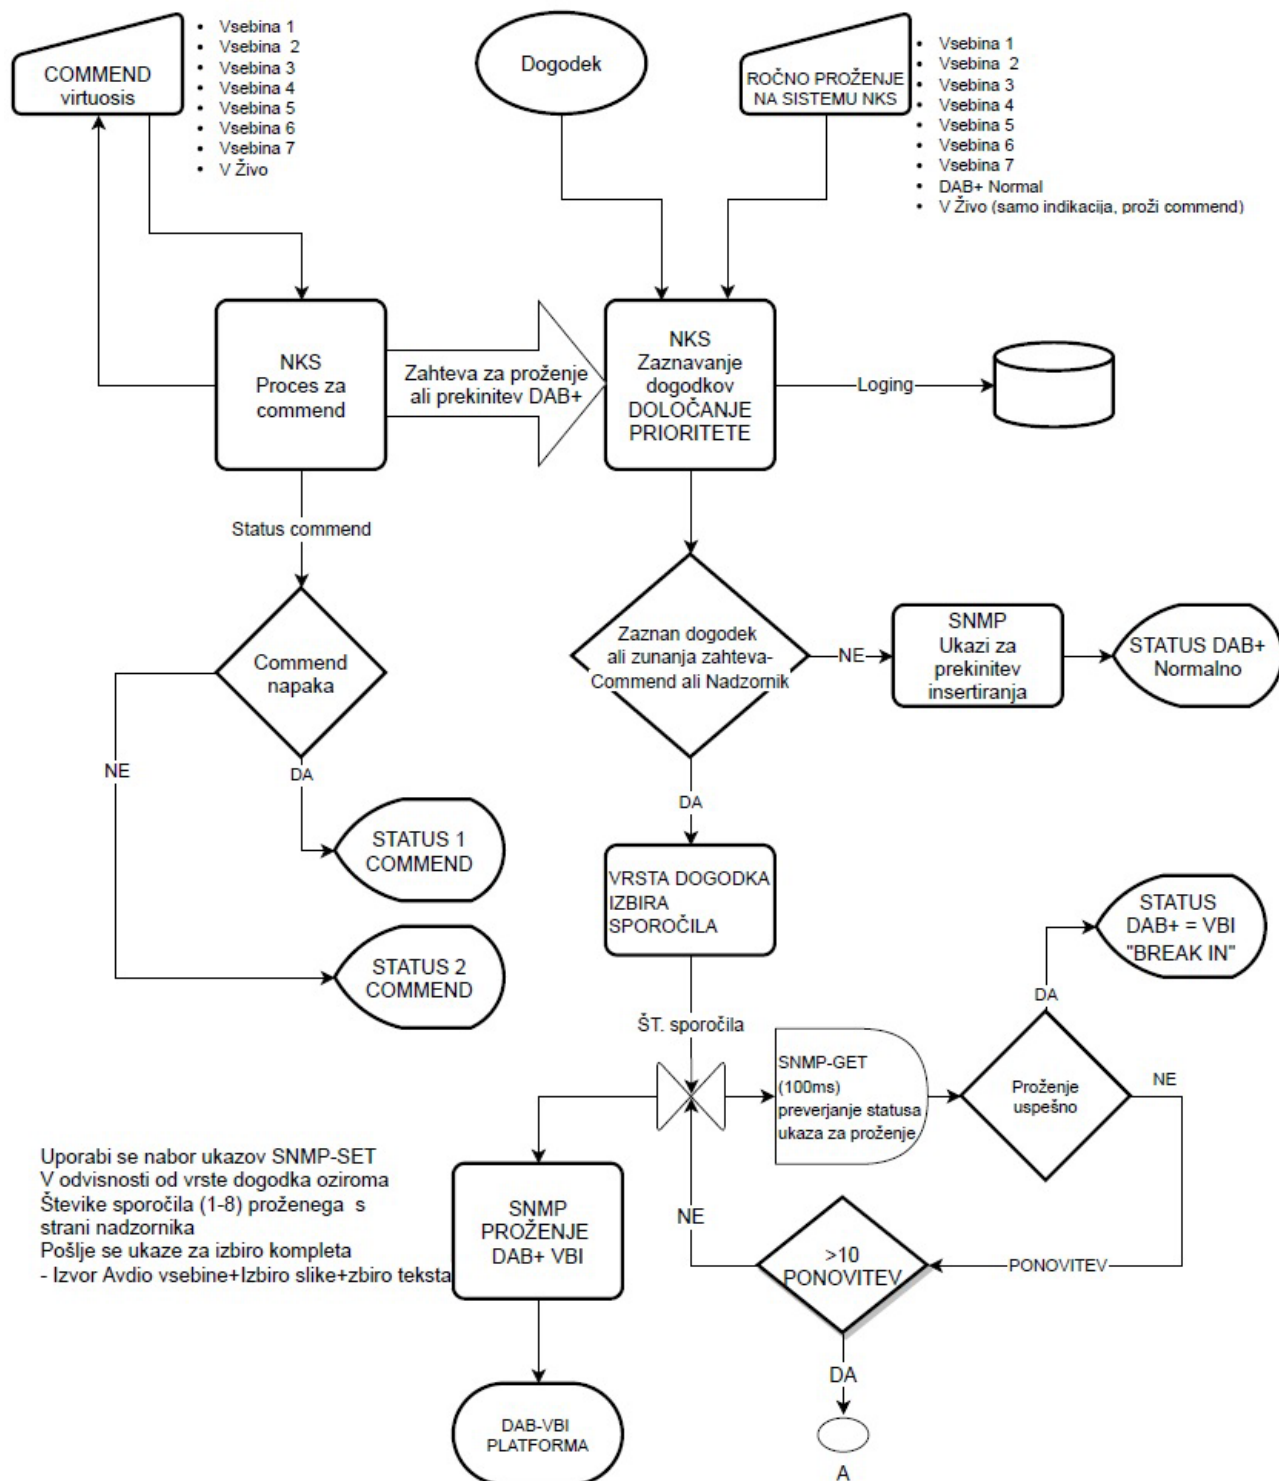 COMMEND
virtuosis
• Vsebina 1
• Vsebina 2
• Vsebina 3
• Vsebina 4
• Vsebina 5
• Vsebina 6
• Vsebina 7
• V Živo
Dogodek
ROČNO PROŽENJE
NA SISTEMU NKS
• Vsebina 1
• Vsebina 2
• Vsebina 3
• Vsebina 4
• Vsebina 5
• Vsebina 6
• Vsebina 7
• DAB+ Normal
• V Živo (samo indikacija, proži commend)
NKS
Proces za
commend
Zahteva za proženje
ali prekinitev DAB+
NKS
Zaznavanje
dogodkov
DOLOČANJE
PRIORITETE
Loging
Status commend
Commend
napaka
NE
DA
STATUS 1
COMMEND
STATUS 2
COMMEND
Zaznan dogodek
ali zunanja zahteva-
Commend ali Nadzornik
NE
SNMP
Ukazi za
prekinitev
insertiranja
STATUS DAB+
Normalno
DA
VRSTA DOGODKA
IZBIRA
SPOROČILA
ŠT. sporočila
STATUS
DAB+ = VBI
"BREAK IN"
DA
SNMP-GET
(100ms)
preverjanje statusa
ukaza za proženje
Proženje
uspešno
NE
Uporabi se nabor ukazov SNMP-SET
V odvisnosti od vrste dogodka oziroma
Števike sporočila (1-8) proženega s
strani nadzornika
Pošlje se ukaze za izbiro kompleta
- Izvor Avdio vsebine+Izbiro slike+zbiro teksta
SNMP
PROŽENJE
DAB+ VBI
NE
>10
PONOVITEV
PONOVITEV
DA
DAB-VBI
PLATFORMA
A